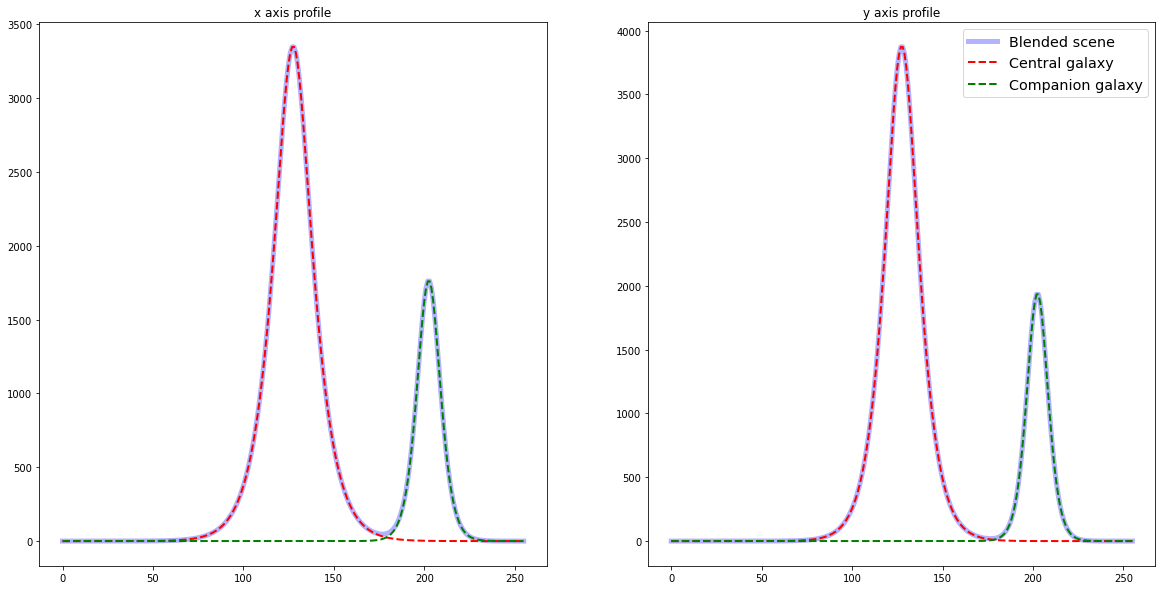 x axis profile
3500
3000
2500
2000
1500
1000
500
0
0 50 100 150 200 250
y axis profile
4000
3500
3000
2500
2000
1500
1000
500
0
0 50 100 150 200 250
Blended scene
Central galaxy
Companion galaxy